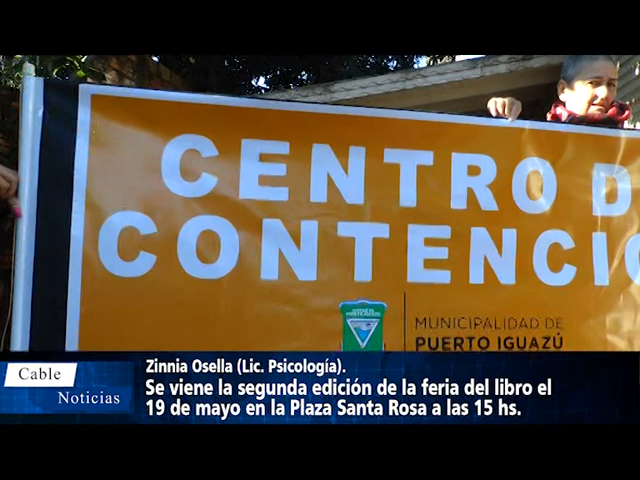 CENTRO D
CONTENCIO
MUNICIPALIDAD DE
PUERTO IGUAZÚ
Cable
Noticias
Zinnia Osella (Lic. Psicología).
Se viene la segunda edición de la feria del libro el
19 de mayo en la Plaza Santa Rosa a las 15 hs.